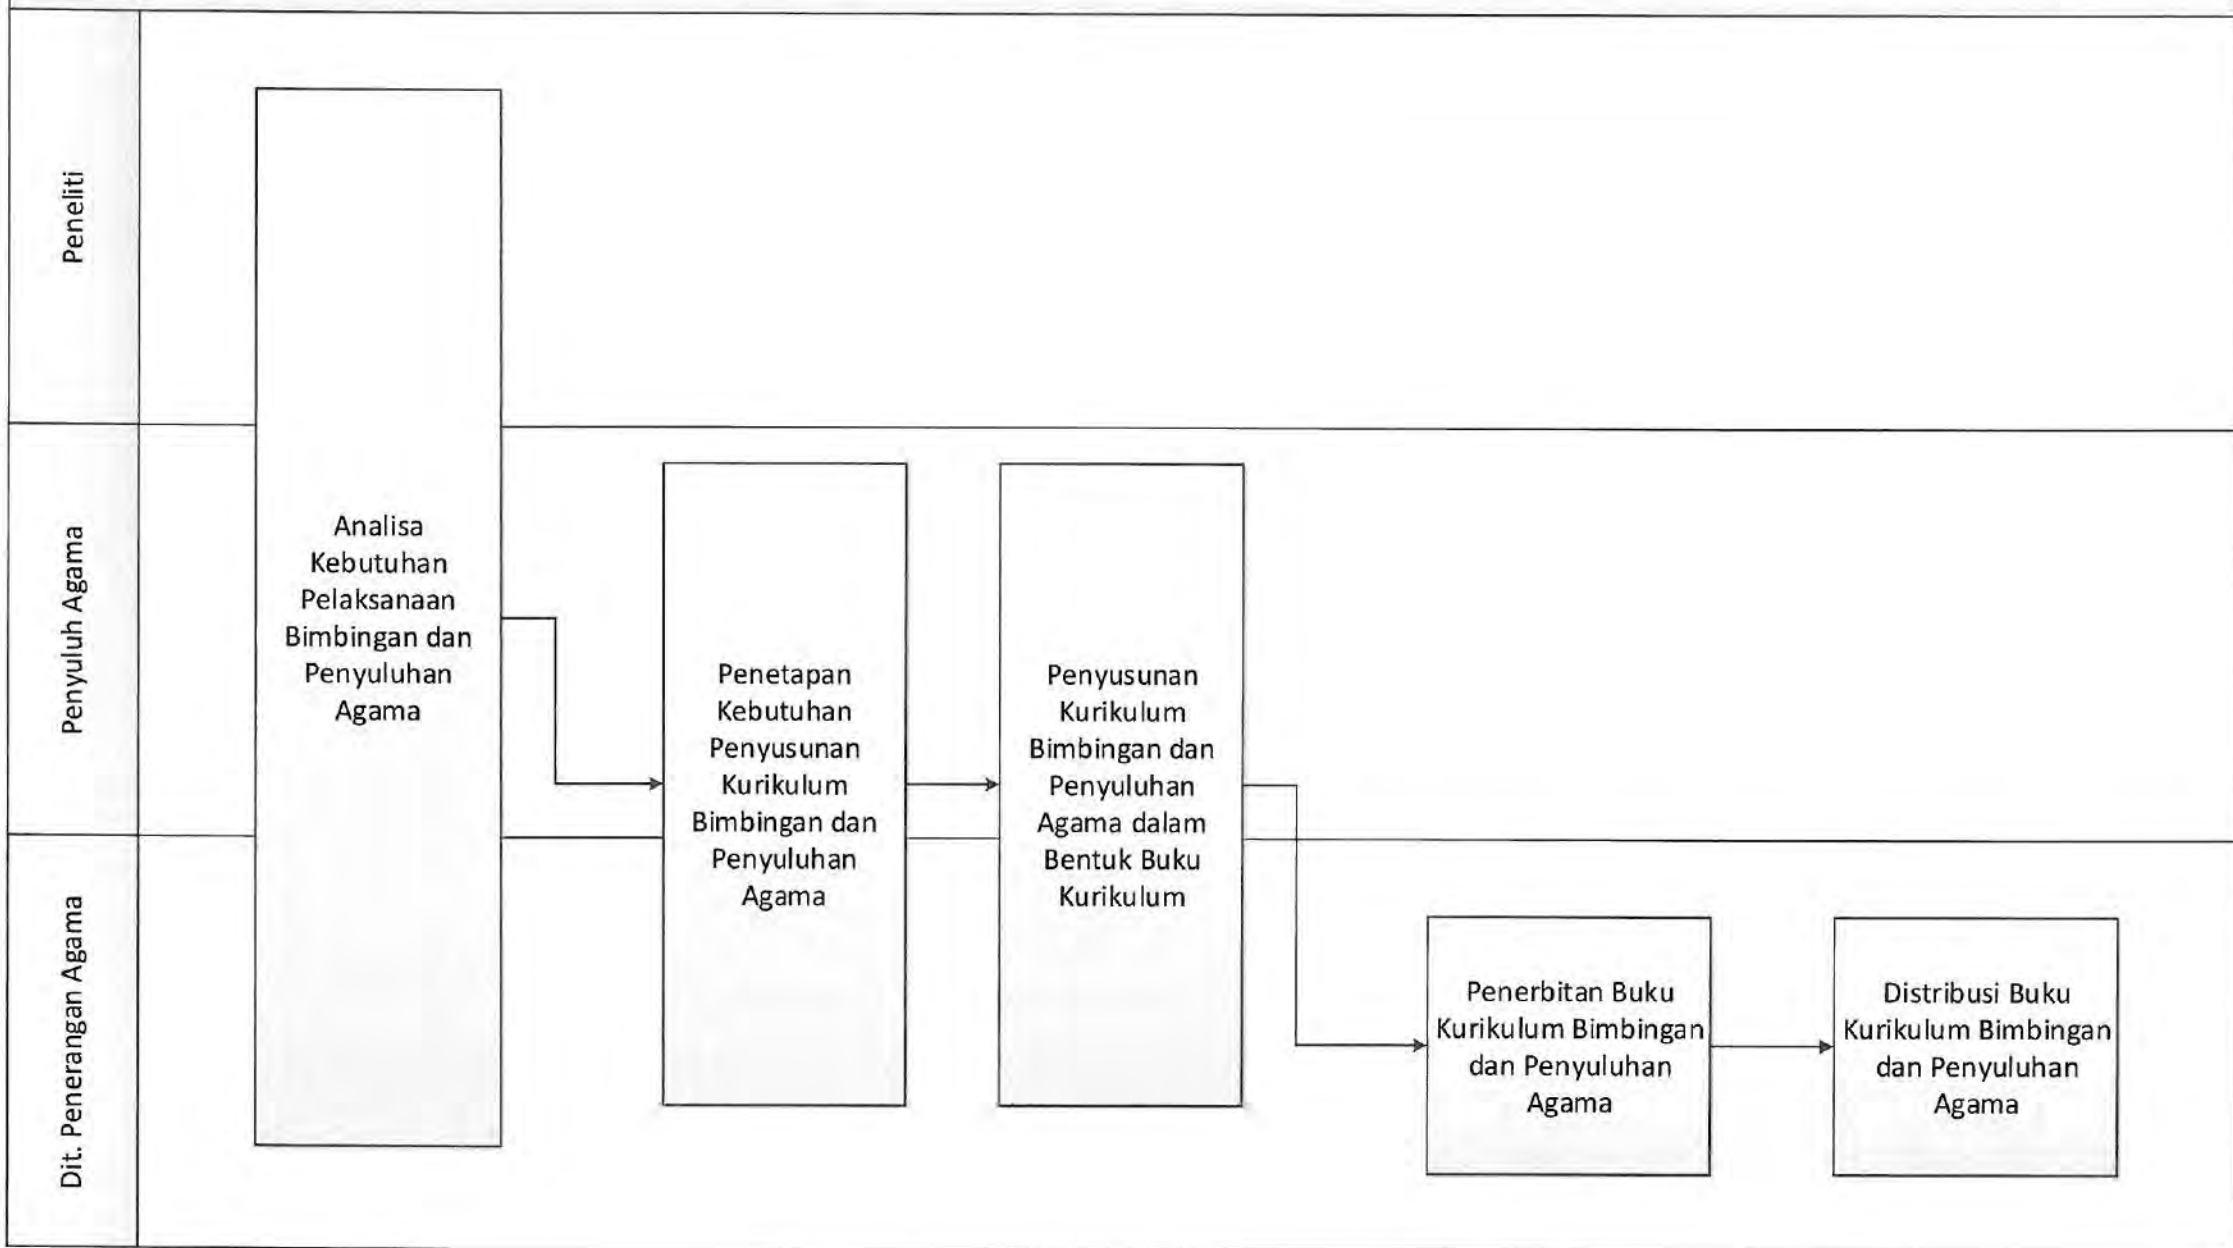 Peneliti
Penyuluh Agama
Dit. Penerangan Agama
Analisa
Kebutuhan
Pelaksanaan
Bimbingan dan
Penyuluhan
Agama
Penetapan
Kebutuhan
Penyusunan
Kurikulum
Bimbingan dan
Penyuluhan
Agama
Penyusunan
Kurikulum
Bimbingan dan
Penyuluhan
Agama dalam
Bentuk Buku
Kurikulum
Penerbitan Buku
Kurikulum Bimbingan
dan Penyuluhan
Agama
Distribusi Buku
Kurikulum Bimbingan
dan Penyuluhan
Agama